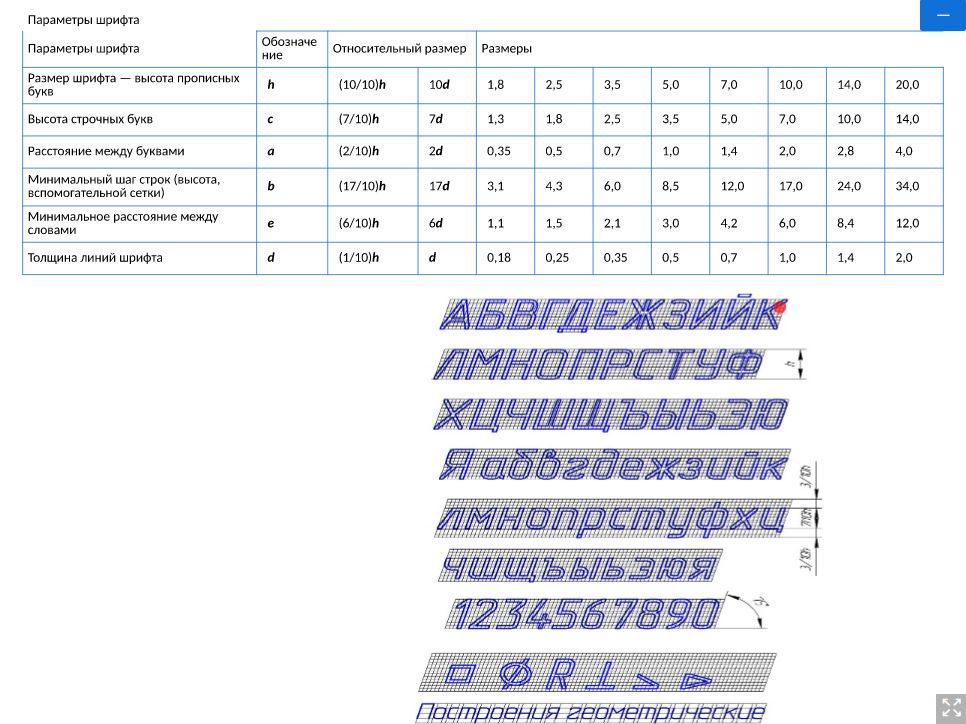 Параметры шрифта
Параметры шрифта Обозначе ние Относительный размер Размеры
Размер шрифта — высота прописных букв h (10/10)h 10d 1,8 2,5 3,5 5,0 7,0 10,0 14,0 20,0
Высота строчных букв c (7/10)h 7d 1,3 1,8 2,5 3,5 5,0 7,0 10,0 14,0
Расстояние между буквами a (2/10)h 2d 0,35 0,5 0,7 1,0 1,4 2,0 2,8 4,0
Минимальный шаг строк (высота, вспомогательной сетки) b (17/10)h 17d 3,1 4,3 6,0 8,5 12,0 17,0 24,0 34,0
Минимальное расстояние между словами e (6/10)h 6d 1,1 1,5 2,1 3,0 4,2 6,0 8,4 12,0
Толщина линий шрифта d (1/10)h d 0,18 0,25 0,35 0,5 0,7 1,0 1,4 2,0
АБВГДЕЖЗИЙК
ЛМНОПРСТУФ h
ХЦЧШЩЪЫЬЭЮ
Я абвгдежзийк 3/10h
лмнопрстуфхц 7/10h
3/10h
чшщъыьэюя
1234567890
□ Ø R ⊥ > ▷
Построения геометрические